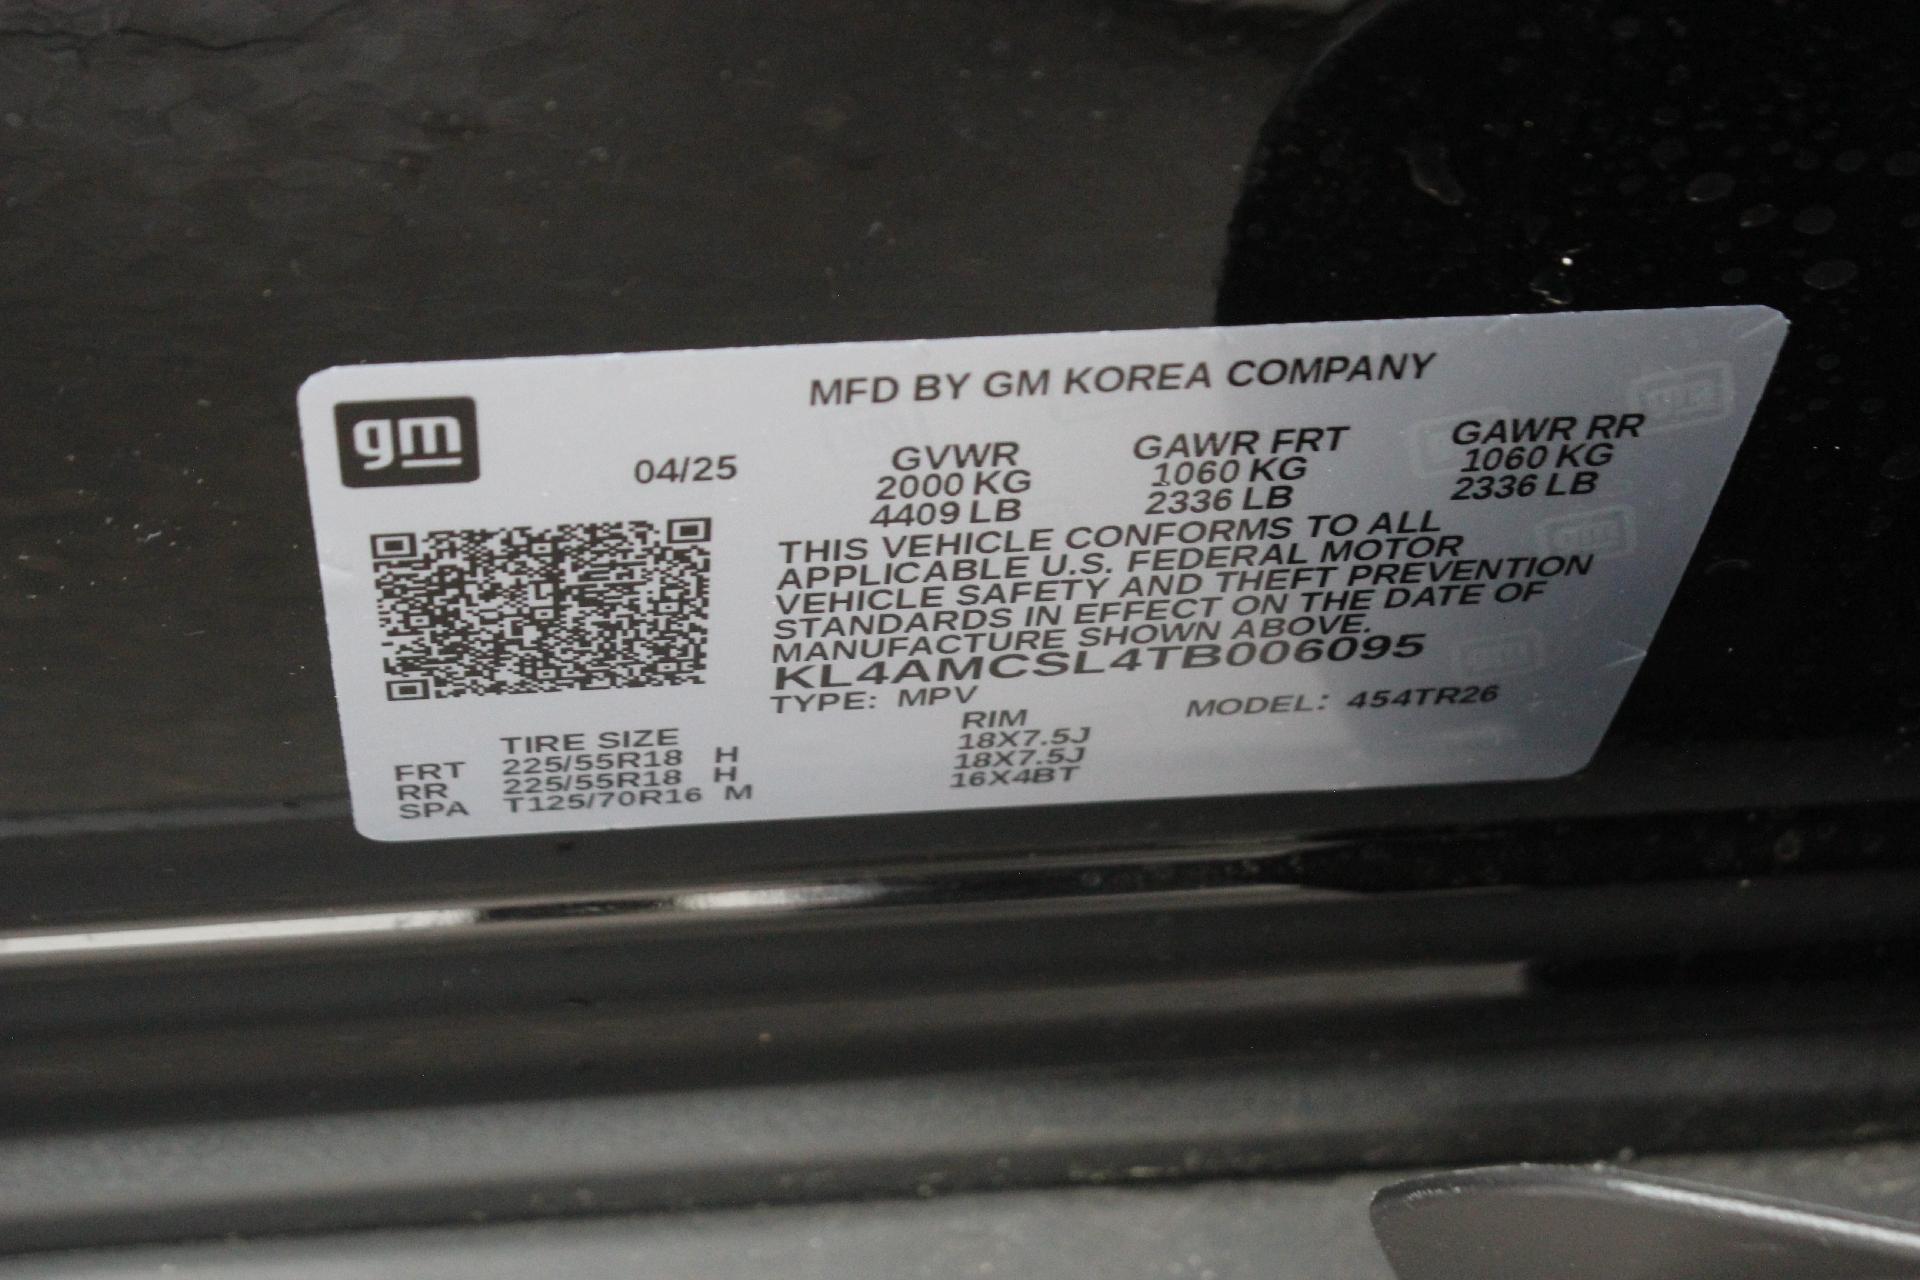 gm
MFD BY GM KOREA COMPANY
04/25
GVWR GAWR FRT GAWR RR
2000 KG 1060 KG 1060 KG
4409 LB 2336 LB 2336 LB
THIS VEHICLE CONFORMS TO ALL
APPLICABLE U.S. FEDERAL MOTOR
VEHICLE SAFETY AND THEFT PREVENTION
STANDARDS IN EFFECT ON THE DATE OF
MANUFACTURE SHOWN ABOVE.
KL4AMCSL4TB006095
TYPE: MPV MODEL: 454TR26
TIRE SIZE RIM
FRT 225/55R18 H 18X7.5J
RR 225/55R18 H 18X7.5J
SPA T125/70R16 M 16X4BT